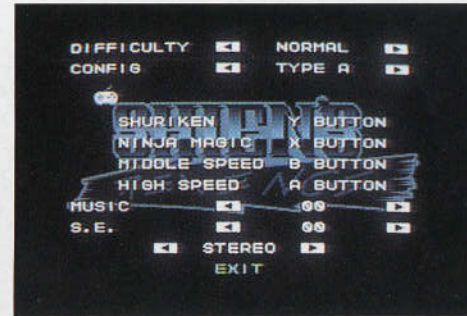 DIFFICULTY ◄ NORMAL ►
CONFIG ◄ TYPE A ►
SHURIKEN Y BUTTON
NINJA MAGIC X BUTTON
MIDDLE SPEED B BUTTON
HIGH SPEED A BUTTON
MUSIC ◄ 00 ►
S.E. ◄ 00 ►
◄ STEREO ►
EXIT